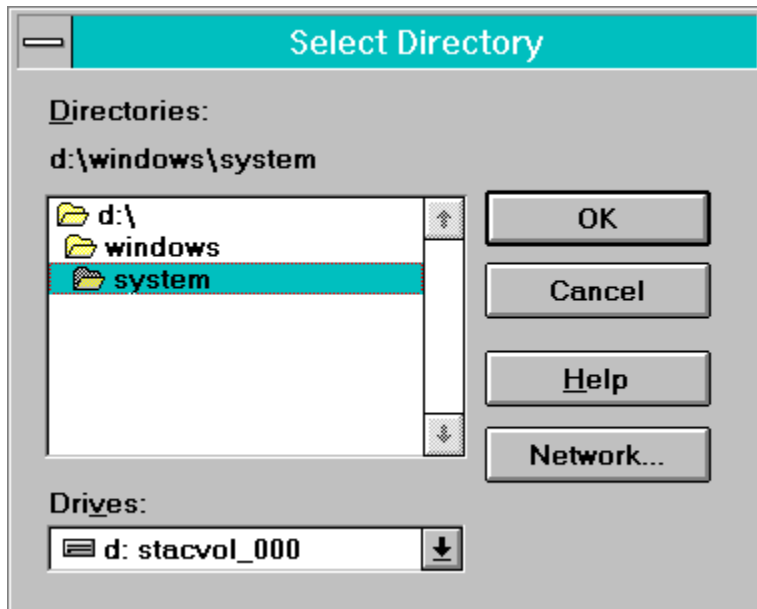 Select Directory
Directories:
d:\windows\system
d:\
windows
system
OK
Cancel
Help
Network...
Drives:
d: stacvol_000